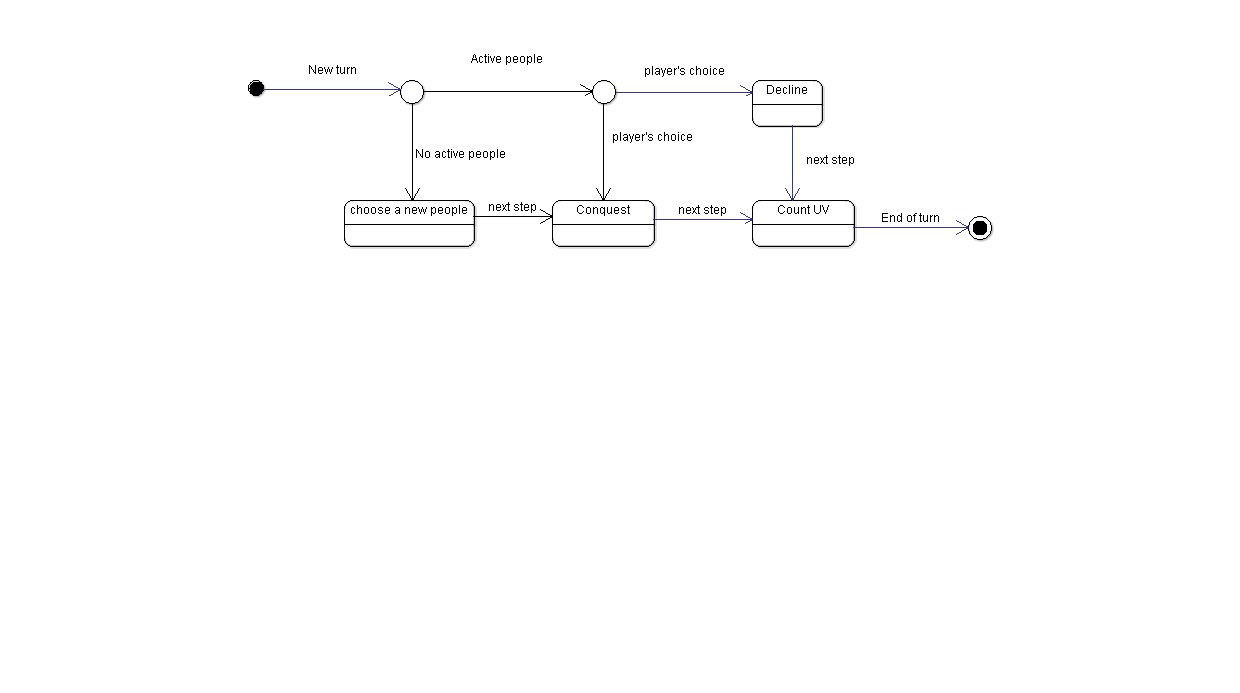 Active people
New turn
player's choice
Decline
player's choice
No active people
next step
choose a new people
next step
Conquest
next step
Count UV
End of turn